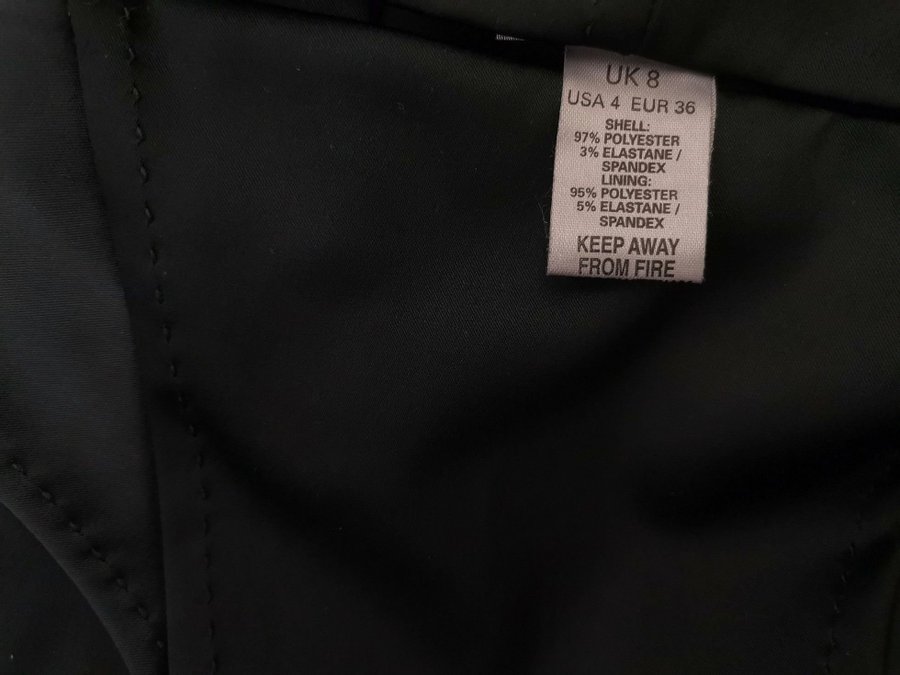 UK 8
USA 4 EUR 36
SHELL:
97% POLYESTER
3% ELASTANE /
SPANDEX
LINING:
95% POLYESTER
5% ELASTANE /
SPANDEX
KEEP AWAY
FROM FIRE